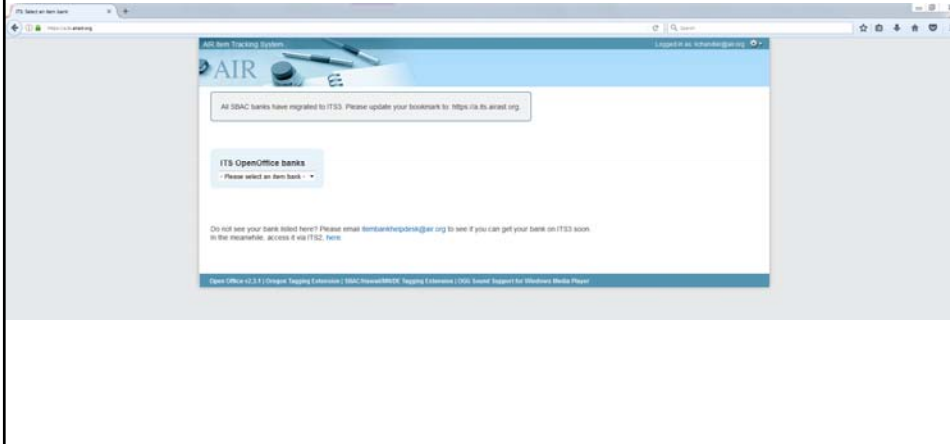 ITS: Select an item bank
AIR Item Tracking System
Logged in as:
AIR
All SBAC banks have migrated to ITS3. Please update your bookmark to: https://a.its.airast.org.
ITS OpenOffice banks
- Please select an item bank -
Do not see your bank listed here? Please email itembankhelpdesk@air.org to see if you can get your bank on ITS3 soon.
In the meanwhile, access it via ITS2, here.
Open Office v2.3.1 | Oregon Tagging Extension | SBAC/Hawaii/MN/DE Tagging Extension | OGG Sound Support for Windows Media Player